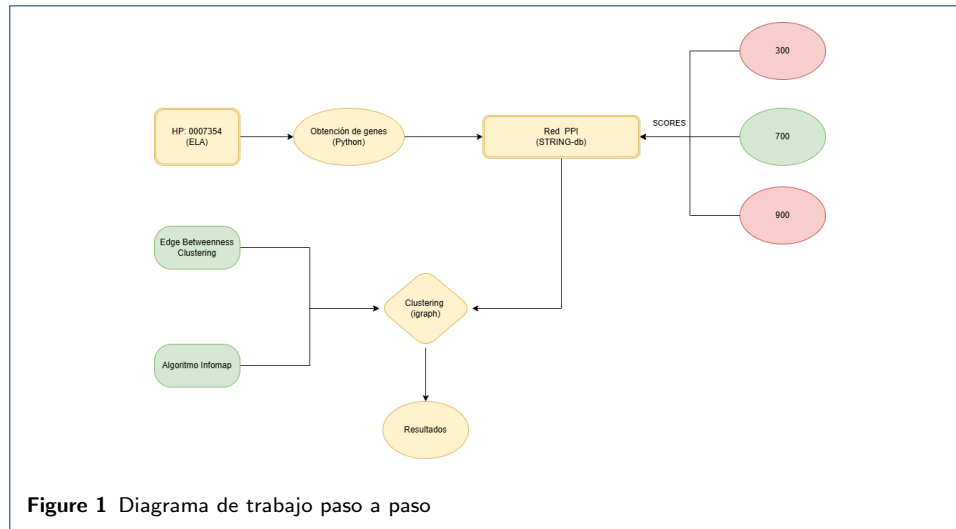 300
HP: 0007354
(ELA)
Obtención de genes
(Python)
Red PPI
(STRING-db)
SCORES
700
900
Edge Betweenness
Clustering
Clustering
(igraph)
Algoritmo Infomap
Resultados
Figure 1 Diagrama de trabajo paso a paso